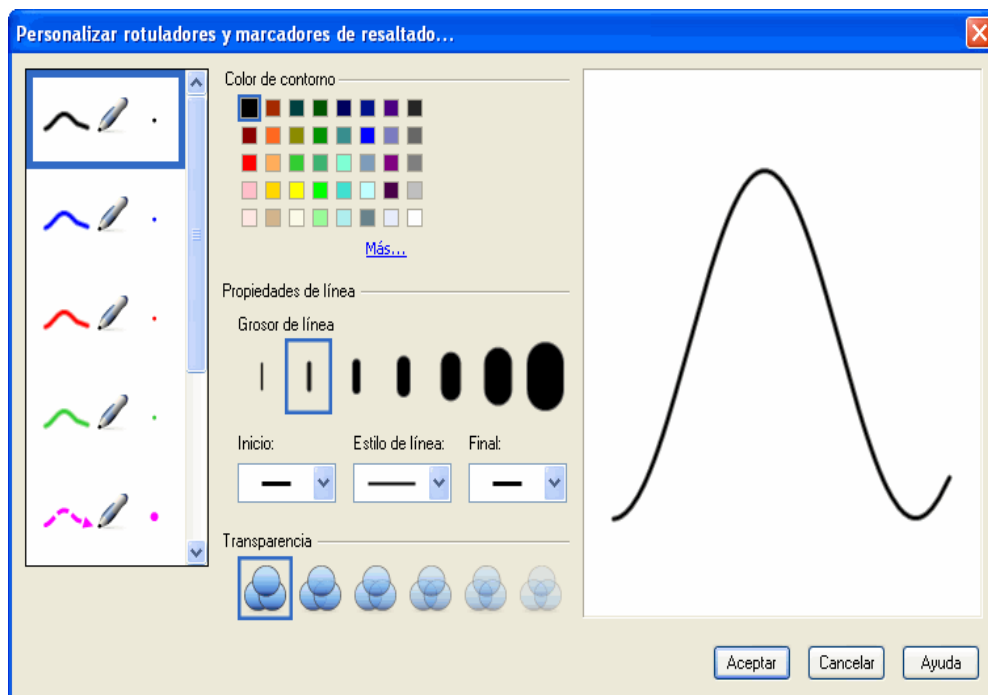 Personalizar rotuladores y marcadores de resaltado...
Color de contorno
Más...
Propiedades de línea
Grosor de línea
Inicio: Estilo de línea: Final:
Transparencia
Aceptar Cancelar Ayuda